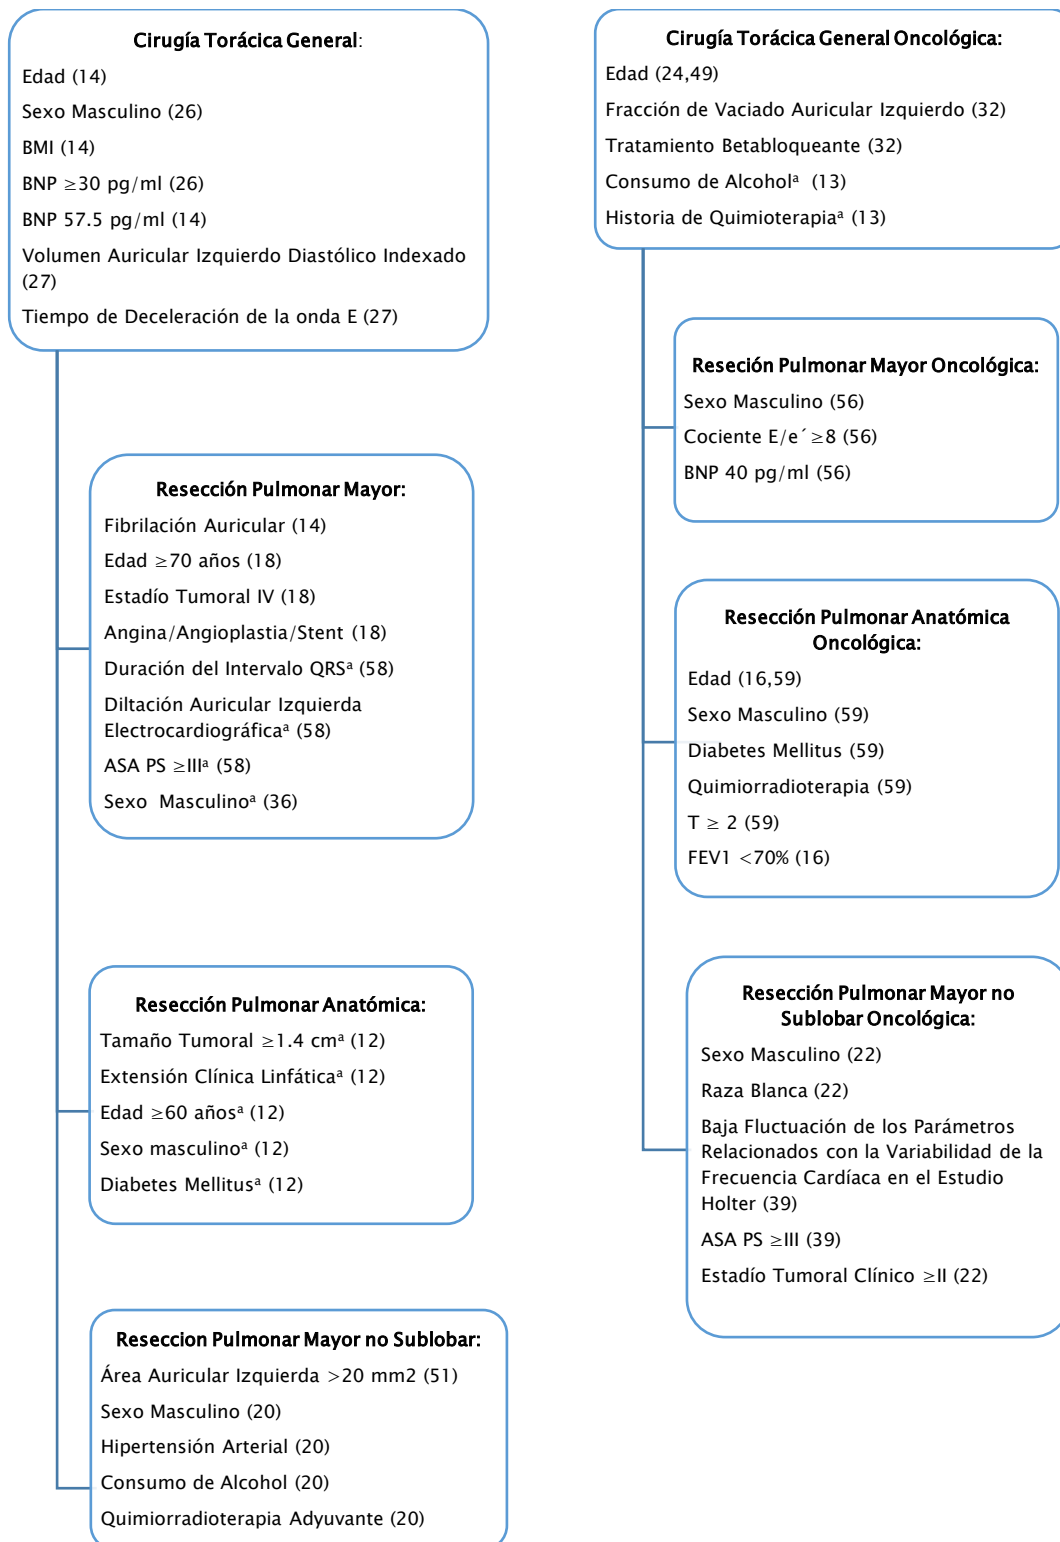 Cirugía Torácica General:
Edad (14)
Sexo Masculino (26)
BMI (14)
BNP ≥30 pg/ml (26)
BNP 57.5 pg/ml (14)
Volumen Auricular Izquierdo Diastólico Indexado
(27)
Tiempo de Deceleración de la onda E (27)
Resección Pulmonar Mayor:
Fibrilación Auricular (14)
Edad ≥70 años (18)
Estadío Tumoral IV (18)
Angina/Angioplastia/Stent (18)
Duración del Intervalo QRSª (58)
Diltación Auricular Izquierda
Electrocardiográficaª (58)
ASA PS ≥IIIª (58)
Sexo Masculinoª (36)
Resección Pulmonar Anatómica:
Tamaño Tumoral ≥1.4 cmª (12)
Extensión Clínica Linfáticaª (12)
Edad ≥60 añosª (12)
Sexo masculinoª (12)
Diabetes Mellitusª (12)
Reseccion Pulmonar Mayor no Sublobar:
Área Auricular Izquierda >20 mm2 (51)
Sexo Masculino (20)
Hipertensión Arterial (20)
Consumo de Alcohol (20)
Quimiorradioterapia Adyuvante (20)
Cirugía Torácica General Oncológica:
Edad (24,49)
Fracción de Vaciado Auricular Izquierdo (32)
Tratamiento Betabloqueante (32)
Consumo de Alcoholª (13)
Historia de Quimioterapiaª (13)
Reseción Pulmonar Mayor Oncológica:
Sexo Masculino (56)
Cociente E/e´≥8 (56)
BNP 40 pg/ml (56)
Resección Pulmonar Anatómica
Oncológica:
Edad (16,59)
Sexo Masculino (59)
Diabetes Mellitus (59)
Quimiorradioterapia (59)
T ≥ 2 (59)
FEV1 <70% (16)
Resección Pulmonar Mayor no
Sublobar Oncológica:
Sexo Masculino (22)
Raza Blanca (22)
Baja Fluctuación de los Parámetros
Relacionados con la Variabilidad de la
Frecuencia Cardíaca en el Estudio
Holter (39)
ASA PS ≥III (39)
Estadío Tumoral Clínico ≥II (22)